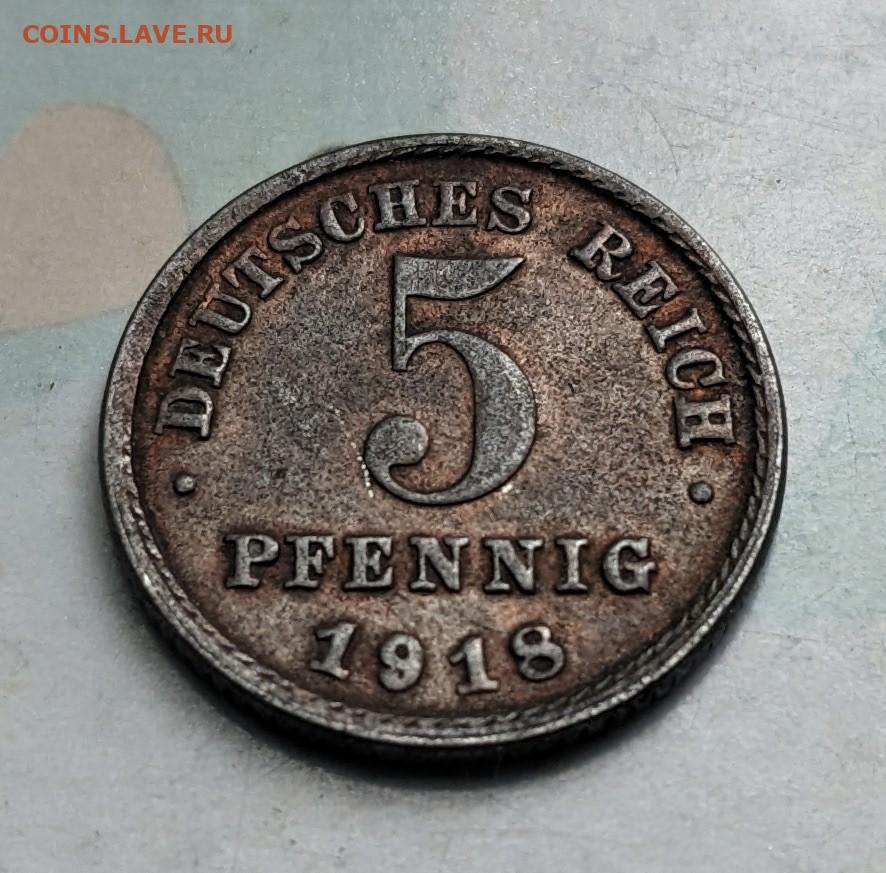 COINS.LAVE.RU
· DEUTSCHES REICH ·
5
PFENNIG
1918